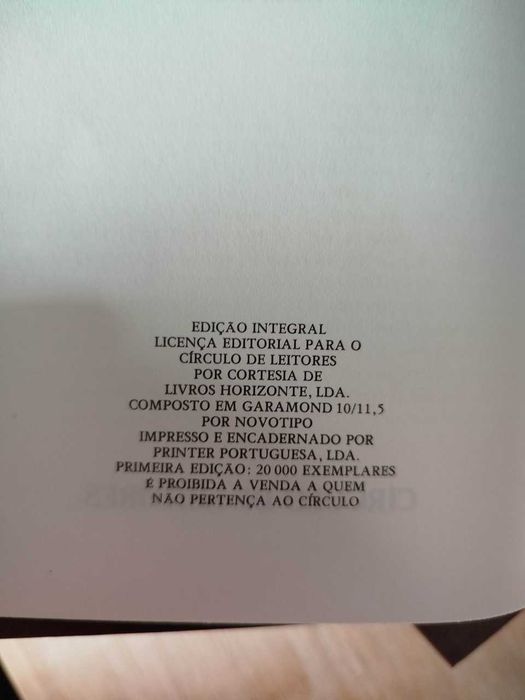 EDIÇÃO INTEGRAL
LICENÇA EDITORIAL PARA O
CÍRCULO DE LEITORES
POR CORTESIA DE
LIVROS HORIZONTE, LDA.
COMPOSTO EM GARAMOND 10/11,5
POR NOVOTIPO
IMPRESSO E ENCADERNADO POR
PRINTER PORTUGUESA, LDA.
PRIMEIRA EDIÇÃO: 20 000 EXEMPLARES
É PROIBIDA A VENDA A QUEM
NÃO PERTENÇA AO CÍRCULO